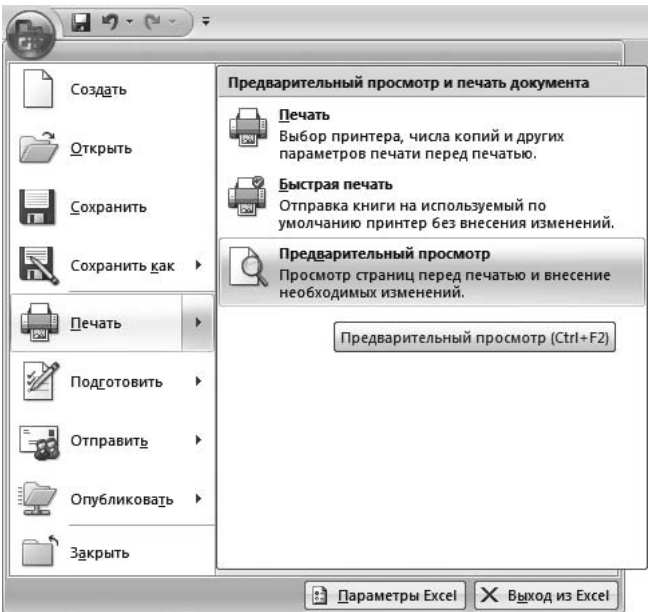 Создать
Открыть
Сохранить
Сохранить как
Печать
Подготовить
Отправить
Опубликовать
Закрыть
Предварительный просмотр и печать документа
Печать
Выбор принтера, числа копий и других
параметров печати перед печатью.
Быстрая печать
Отправка книги на используемый по
умолчанию принтер без внесения изменений.
Предварительный просмотр
Просмотр страниц перед печатью и внесение
необходимых изменений.
Предварительный просмотр (Ctrl+F2)
Параметры Excel
Выход из Excel